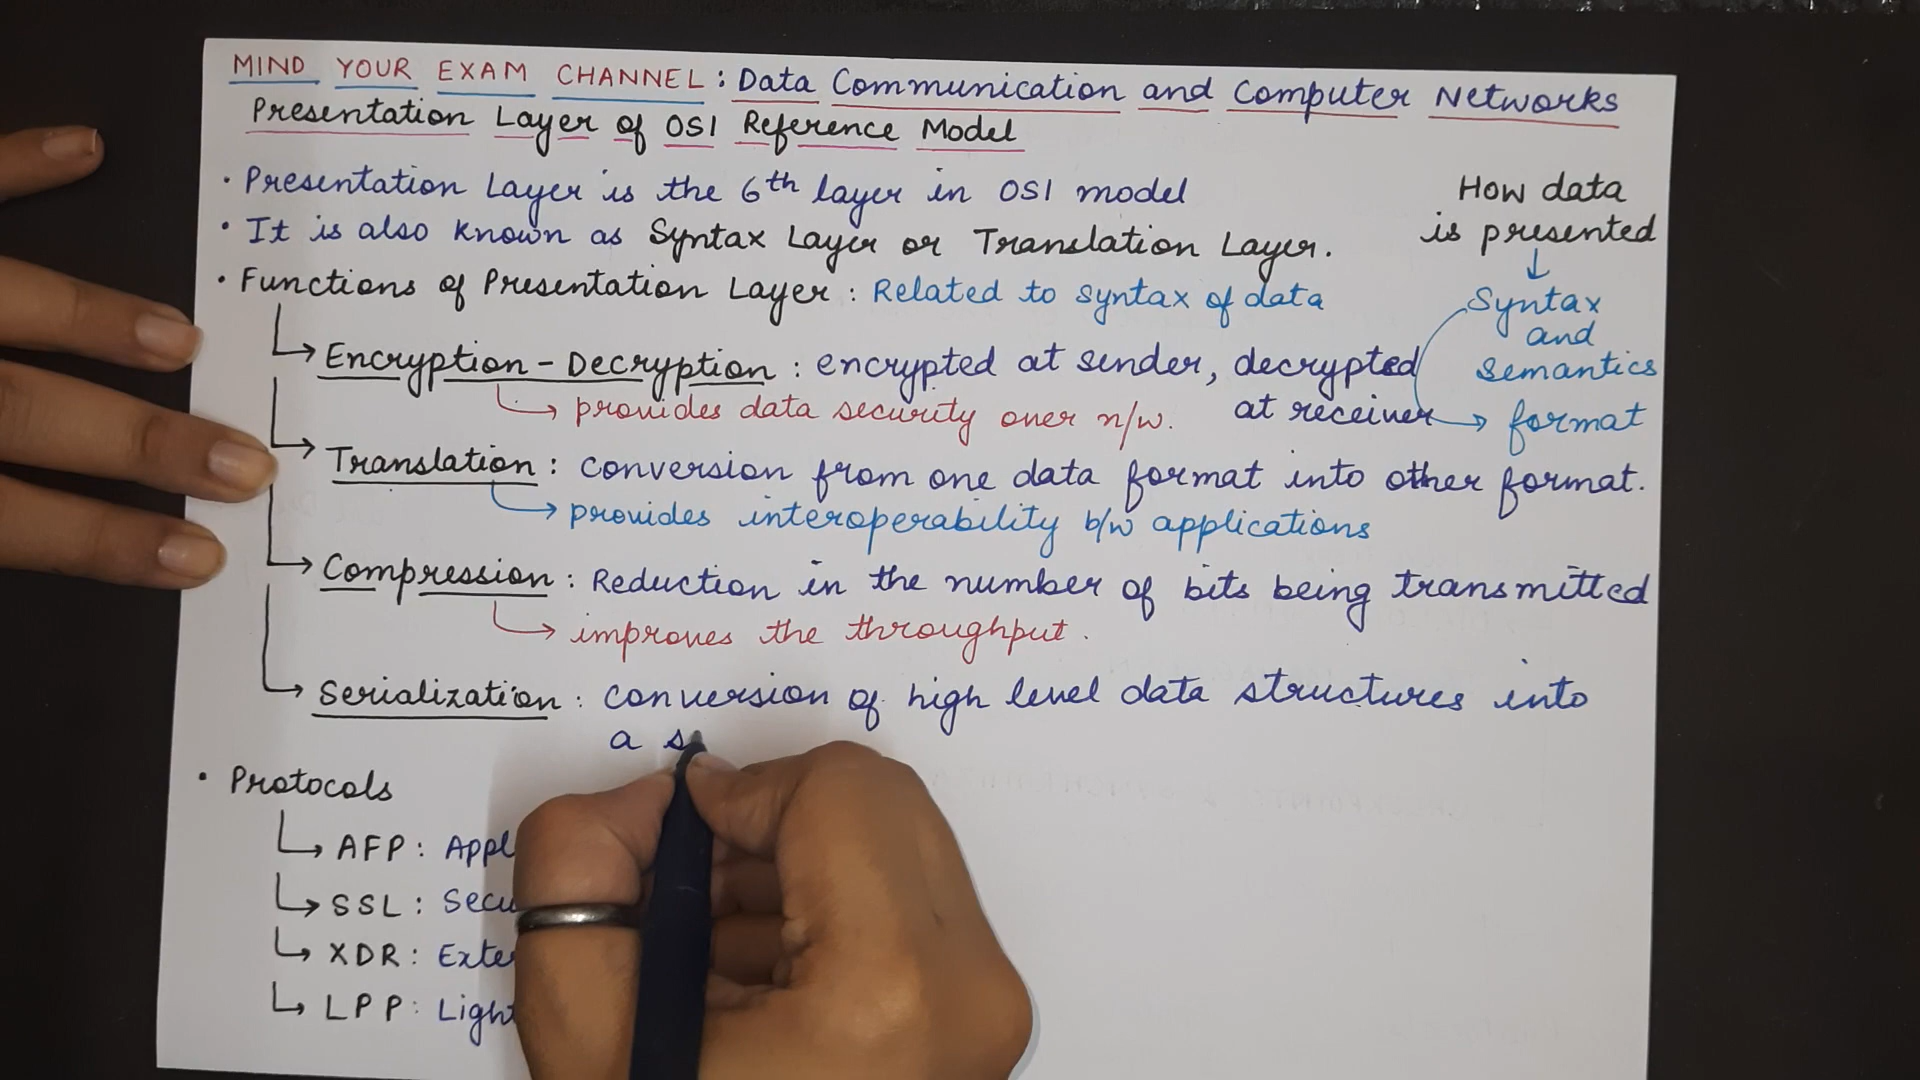 MIND YOUR EXAM CHANNEL: Data Communication and Computer Networks
Presentation Layer of OSI Reference Model
• Presentation Layer is the 6th layer in OSI model
• It is also known as Syntax Layer or Translation Layer.
• Functions of Presentation Layer: Related to syntax of data
How data
is presented
↓
Syntax
and
semantics
→ format
→ Encryption-Decryption: encrypted at sender, decrypted
at receiver
→ provides data security over n/w.
→ Translation: conversion from one data format into other format.
→ provides interoperability b/w applications
→ Compression: Reduction in the number of bits being transmitted
→ improves the throughput.
→ Serialization: conversion of high level data structures into
a s
• Protocols
→ AFP: Appl
→ SSL: Secu
→ XDR: Exte
→ LPP: Light